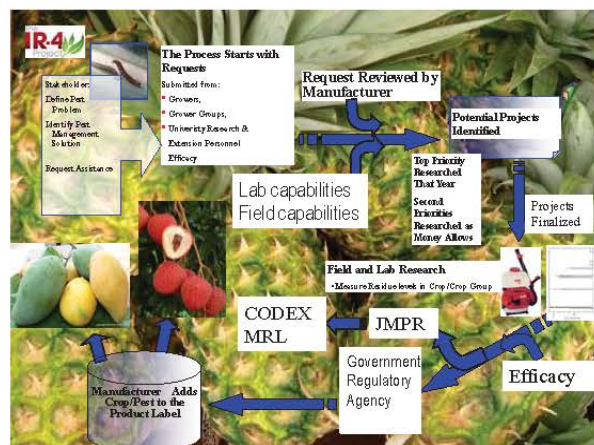 the
IR-4
Project
Stakeholder:
Define Pest
Problem
Identify Pest
Management
Solution
Request Assistance
The Process Starts with
Requests
Submitted from:
Growers,
Grower Groups,
University Research &
Extension Personnel
Efficacy
Request Reviewed by
Manufacturer
Potential Projects
Identified
Lab capabilities
Field capabilities
Top Priority
Researched
That Year
Second
Priorities
Researched as
Money Allows
Projects
Finalized
Field and Lab Research
•Measure Residue levels in Crop/Crop Group
CODEX
MRL
JMPR
Government
Regulatory
Agency
Efficacy
Manufacturer Adds
Crop/Pest to the
Product Label